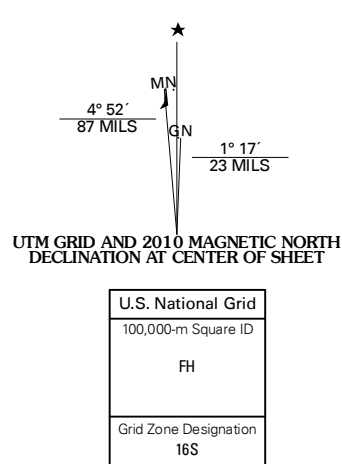 ★
MN
4° 52´
87 MILS
GN
1° 17´
23 MILS
UTM GRID AND 2010 MAGNETIC NORTH
DECLINATION AT CENTER OF SHEET
U.S. National Grid
100,000-m Square ID
FH
Grid Zone Designation
16S